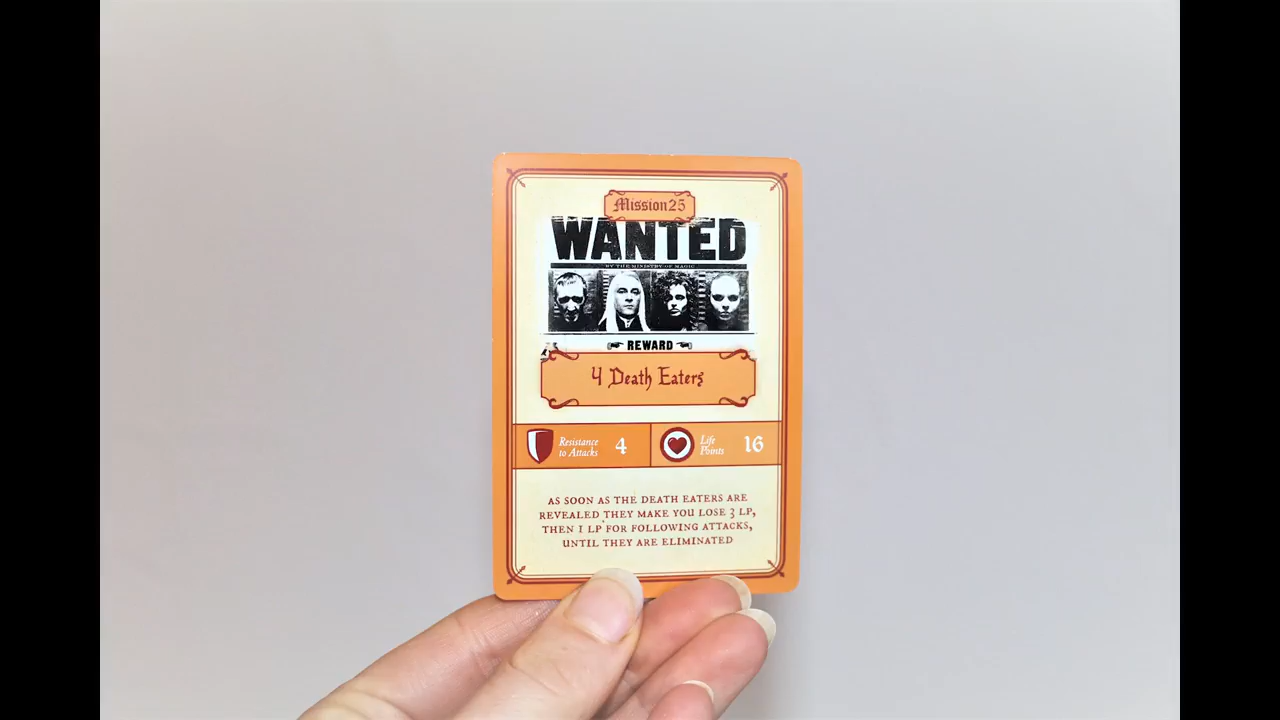 Mission25
WANTED
BY THE MINISTRY OF MAGIC
REWARD
4 Death Eaters
Resistance
to Attacks 4
Life
Points 16
AS SOON AS THE DEATH EATERS ARE
REVEALED THEY MAKE YOU LOSE 3 LP,
THEN 1 LP FOR FOLLOWING ATTACKS,
UNTIL THEY ARE ELIMINATED